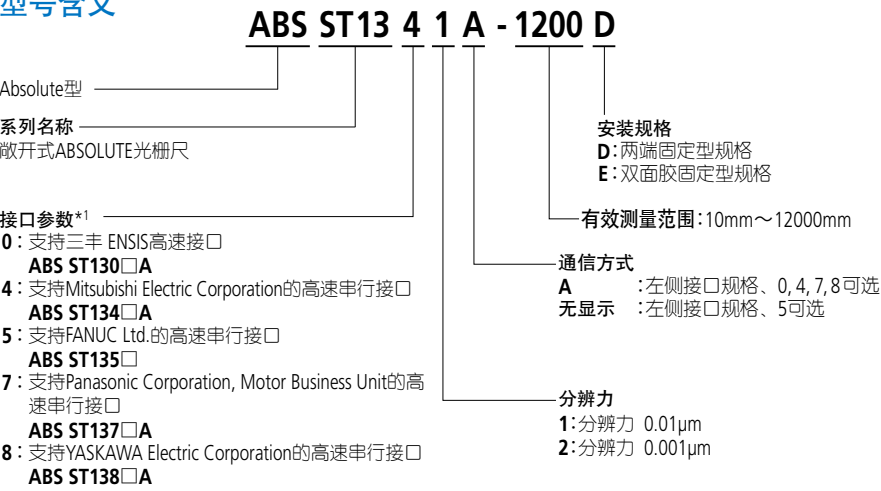 型号含义
ABS ST13 4 1 A - 1200 D
Absolute型
系列名称
敞开式ABSOLUTE光栅尺
接口参数*1
0：支持三丰 ENSIS高速接口
ABS ST130□A
4：支持Mitsubishi Electric Corporation的高速串行接口
ABS ST134□A
5：支持FANUC Ltd.的高速串行接口
ABS ST135□
7：支持Panasonic Corporation, Motor Business Unit的高
速串行接口
ABS ST137□A
8：支持YASKAWA Electric Corporation的高速串行接口
ABS ST138□A
安装规格
D：两端固定型规格
E：双面胶固定型规格
有效测量范围：10mm～12000mm
通信方式
A ：左侧接口规格、0, 4, 7, 8可选
无显示 ：左侧接口规格、5可选
分辨力
1：分辨力 0.01μm
2：分辨力 0.001μm